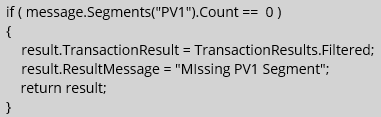 if ( message.Segments("PV1").Count ==  0 )
{
    result.TransactionResult = TransactionResults.Filtered;
    result.ResultMessage = "MIssing PV1 Segment";
    return result;
}